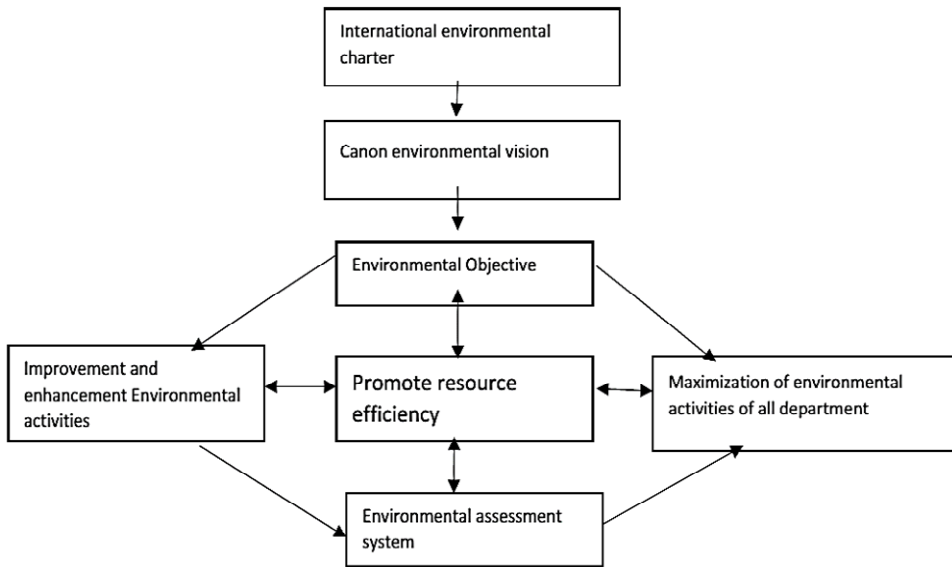 International environmental
charter
Canon environmental vision
Environmental Objective
Improvement and
enhancement Environmental
activities
Promote resource
efficiency
Maximization of environmental
activities of all department
Environmental assessment
system